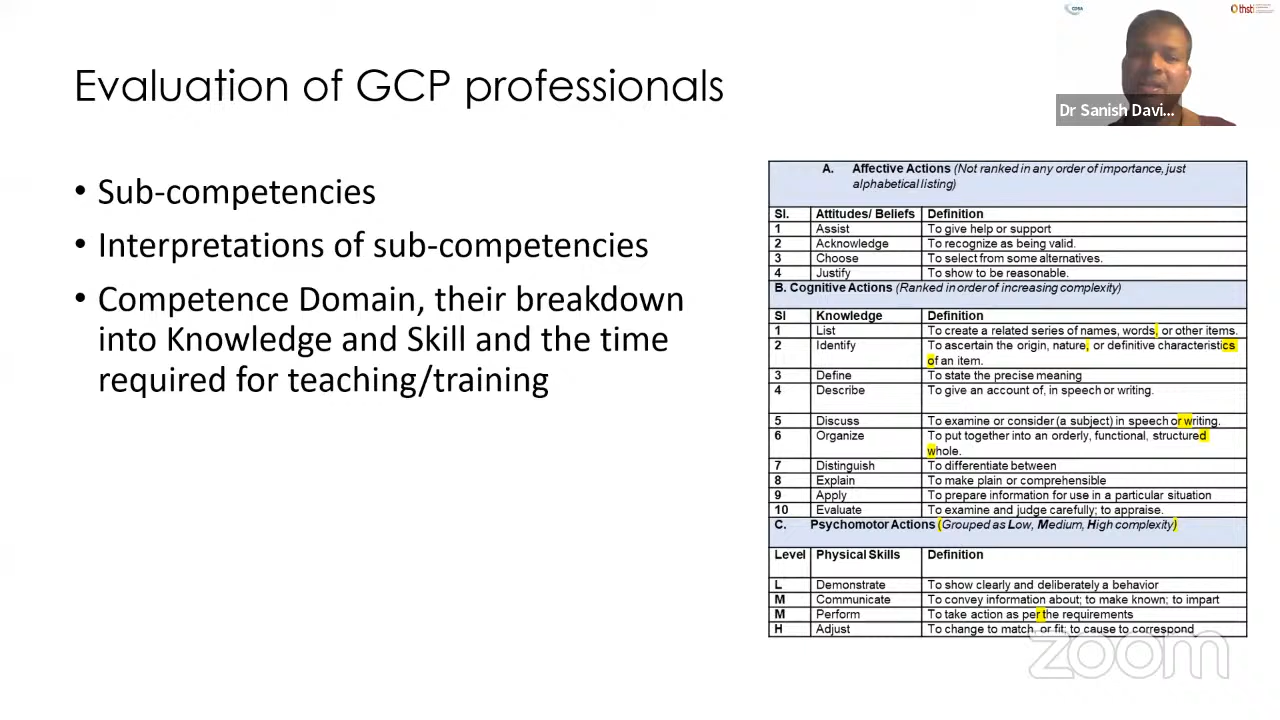 Evaluation of GCP professionals
• Sub-competencies
• Interpretations of sub-competencies
• Competence Domain, their breakdown
into Knowledge and Skill and the time
required for teaching/training
thsti
Dr Sanish Davi...
A. Affective Actions (Not ranked in any order of importance, just
alphabetical listing)
Sl. Attitudes/ Beliefs Definition
1 Assist To give help or support
2 Acknowledge To recognize as being valid.
3 Choose To select from some alternatives.
4 Justify To show to be reasonable.
B. Cognitive Actions (Ranked in order of increasing complexity)
Sl Knowledge Definition
1 List To create a related series of names, words, or other items.
2 Identify To ascertain the origin, nature, or definitive characteristics
of an item.
3 Define To state the precise meaning
4 Describe To give an account of, in speech or writing.
5 Discuss To examine or consider (a subject) in speech or writing.
6 Organize To put together into an orderly, functional, structured
whole.
7 Distinguish To differentiate between
8 Explain To make plain or comprehensible
9 Apply To prepare information for use in a particular situation
10 Evaluate To examine and judge carefully; to appraise.
C. Psychomotor Actions (Grouped as Low, Medium, High complexity)
Level Physical Skills Definition
L Demonstrate To show clearly and deliberately a behavior
M Communicate To convey information about; to make known; to impart
M Perform To take action as per the requirements
H Adjust To change to match, or fit; to cause to correspond
zoom